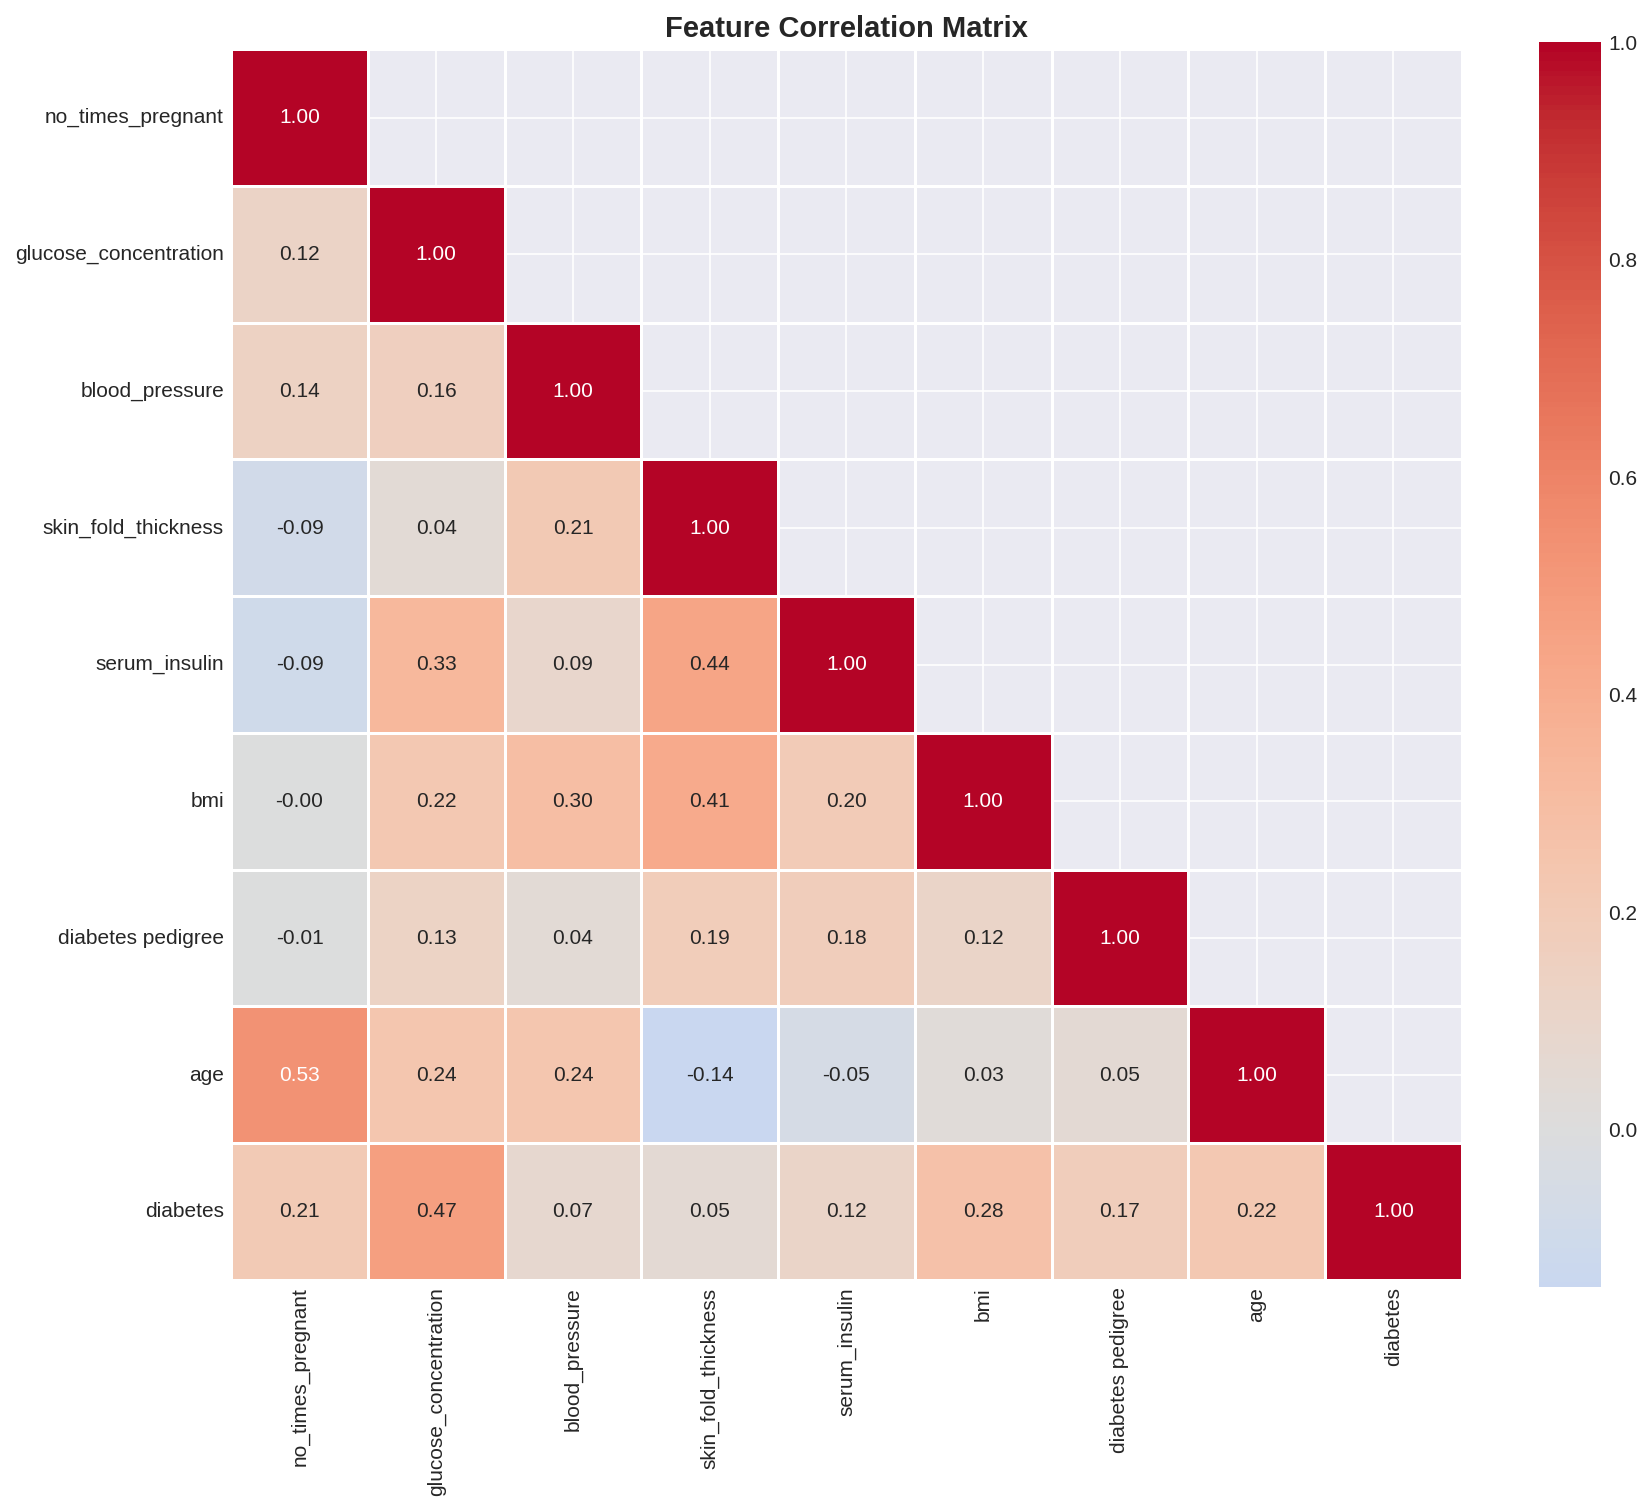 Feature Correlation Matrix
1.0
no_times_pregnant 1.00
glucose_concentration 0.12 1.00
0.8
blood_pressure 0.14 0.16 1.00
0.6
skin_fold_thickness -0.09 0.04 0.21 1.00
serum_insulin -0.09 0.33 0.09 0.44 1.00
0.4
bmi -0.00 0.22 0.30 0.41 0.20 1.00
0.2
diabetes pedigree -0.01 0.13 0.04 0.19 0.18 0.12 1.00
age 0.53 0.24 0.24 -0.14 -0.05 0.03 0.05 1.00
0.0
diabetes 0.21 0.47 0.07 0.05 0.12 0.28 0.17 0.22 1.00
no_times_pregnant
glucose_concentration
blood_pressure
skin_fold_thickness
serum_insulin
bmi
diabetes pedigree
age
diabetes